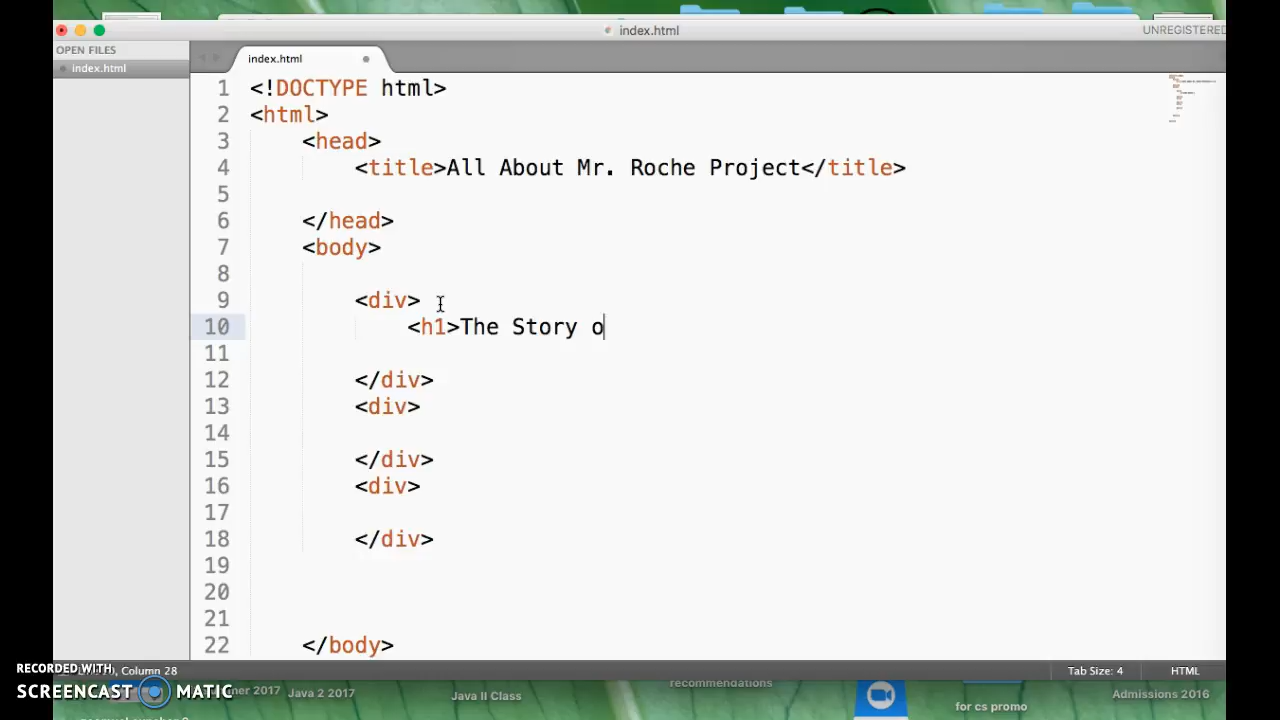 index.html
UNREGISTERED
OPEN FILES
index.html
index.html
1 <!DOCTYPE html>
2 <html>
3 <head>
4 <title>All About Mr. Roche Project</title>
5
6 </head>
7 <body>
8
9 <div>
10 <h1>The Story o
11
12 </div>
13 <div>
14
15 </div>
16 <div>
17
18 </div>
19
20
21
22 </body>
Column 28
Tab Size: 4
HTML
RECORDED WITH
SCREENCAST MATIC
2017
Java 2 2017
Java II Class
recommendations
for cs promo
Admissions 2016